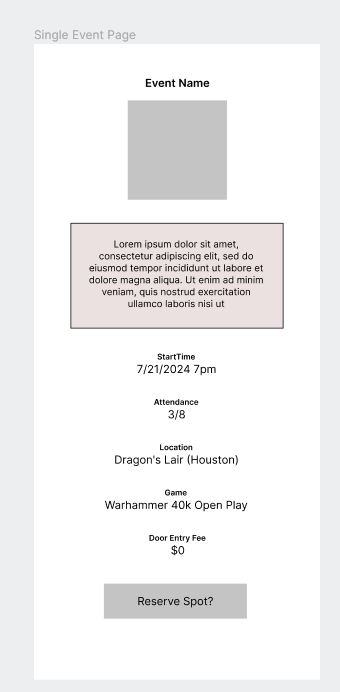 Single Event Page
Event Name
Lorem ipsum dolor sit amet,
consectetur adipiscing elit, sed do
eiusmod tempor incididunt ut labore et
dolore magna aliqua. Ut enim ad minim
veniam, quis nostrud exercitation
ullamco laboris nisi ut
StartTime
7/21/2024 7pm
Attendance
3/8
Location
Dragon's Lair (Houston)
Game
Warhammer 40k Open Play
Door Entry Fee
$0
Reserve Spot?